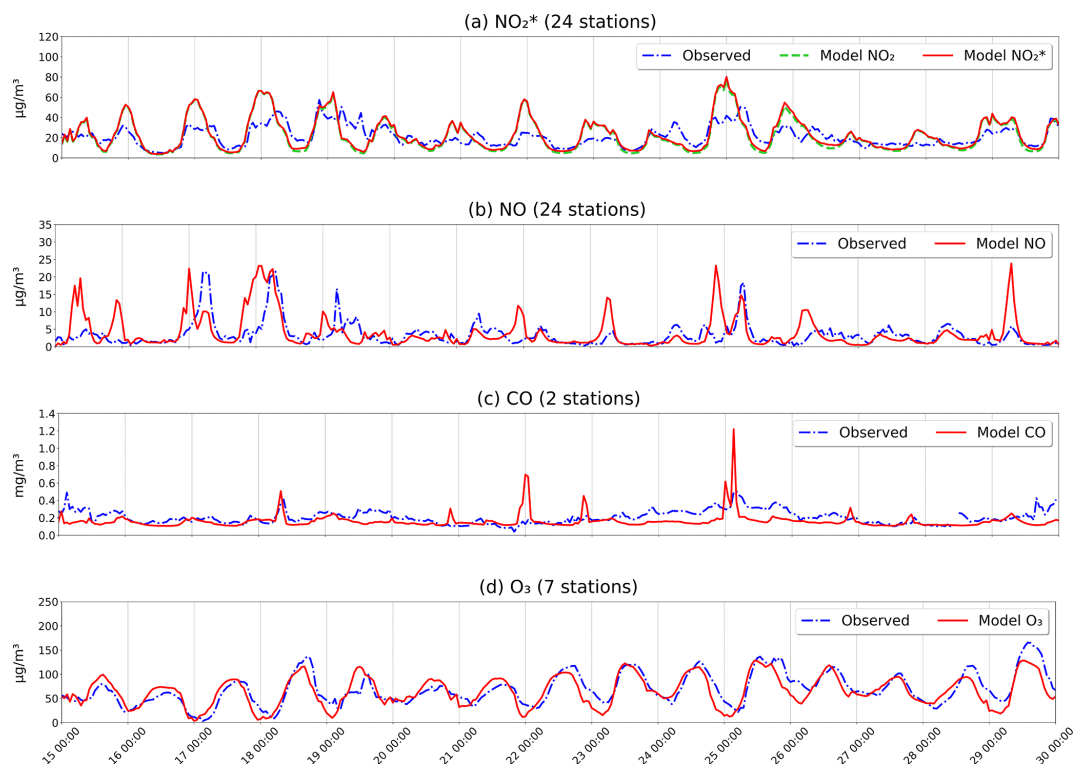 (a) NO₂* (24 stations)
120
100
80
60
40
20
0
µg/m³
Observed
Model NO₂
Model NO₂*
(b) NO (24 stations)
35
30
25
20
15
10
5
0
µg/m³
Observed
Model NO
(c) CO (2 stations)
1.4
1.2
1.0
0.8
0.6
0.4
0.2
0.0
mg/m³
Observed
Model CO
(d) O₃ (7 stations)
250
200
150
100
50
0
µg/m³
Observed
Model O₃
15 00:00
16 00:00
17 00:00
18 00:00
19 00:00
20 00:00
21 00:00
22 00:00
23 00:00
24 00:00
25 00:00
26 00:00
27 00:00
28 00:00
29 00:00
30 00:00